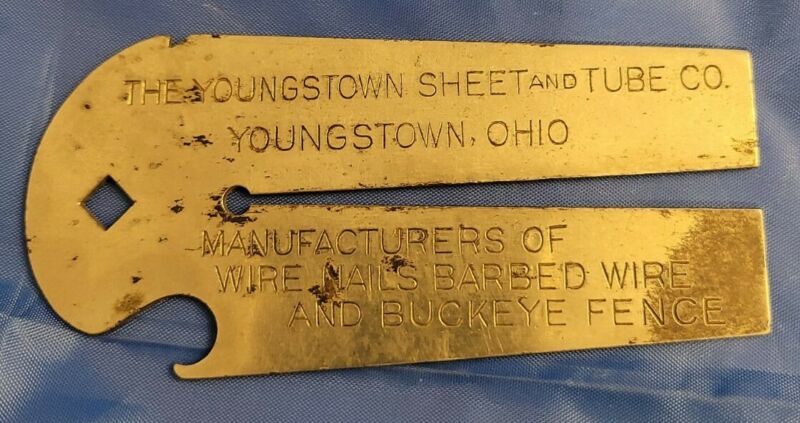 THE YOUNGSTOWN SHEET AND TUBE CO.
YOUNGSTOWN, OHIO
MANUFACTURERS OF
WIRE NAILS BARBED WIRE
AND BUCKEYE FENCE